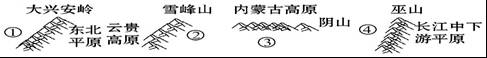 大兴安岭
① 东北平原
云贵高原
雪峰山
②
内蒙古高原
阴山
③
巫山
④ 长江中下游平原